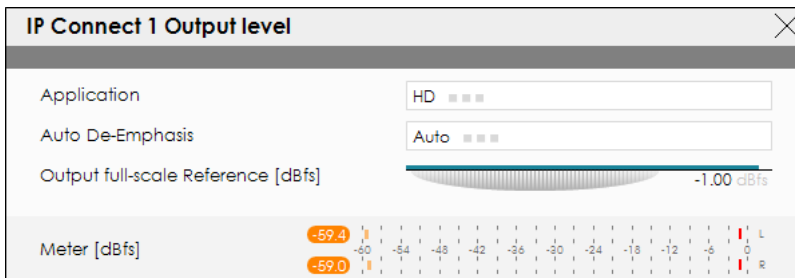 IP Connect 1 Output level
Application
HD
Auto De-Emphasis
Auto
Output full-scale Reference [dBfs]
-1.00 dBfs
Meter [dBfs]
-59.4
L
-60 -54 -48 -42 -36 -30 -24 -18 -12 -6 0
-59.0
R